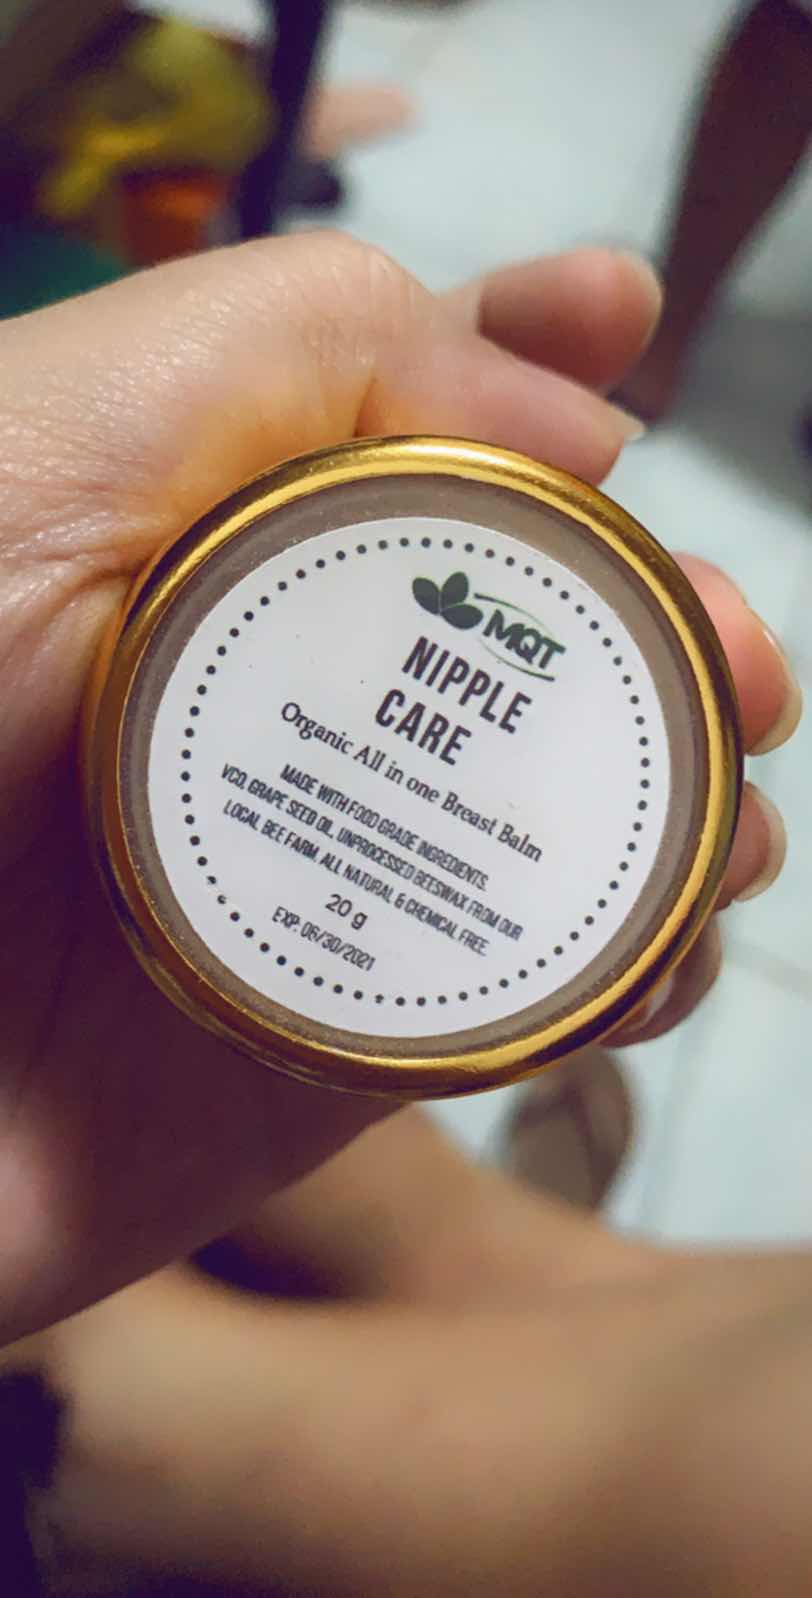 MQT
NIPPLE
CARE
Organic All in one Breast Balm
MADE WITH FOOD GRADE INGREDIENTS.
VCO, GRAPE SEED OIL, UNPROCESSED BEESWAX FROM OUR
LOCAL BEE FARM. ALL NATURAL & CHEMICAL FREE.
20 g
EXP: 06/30/2021